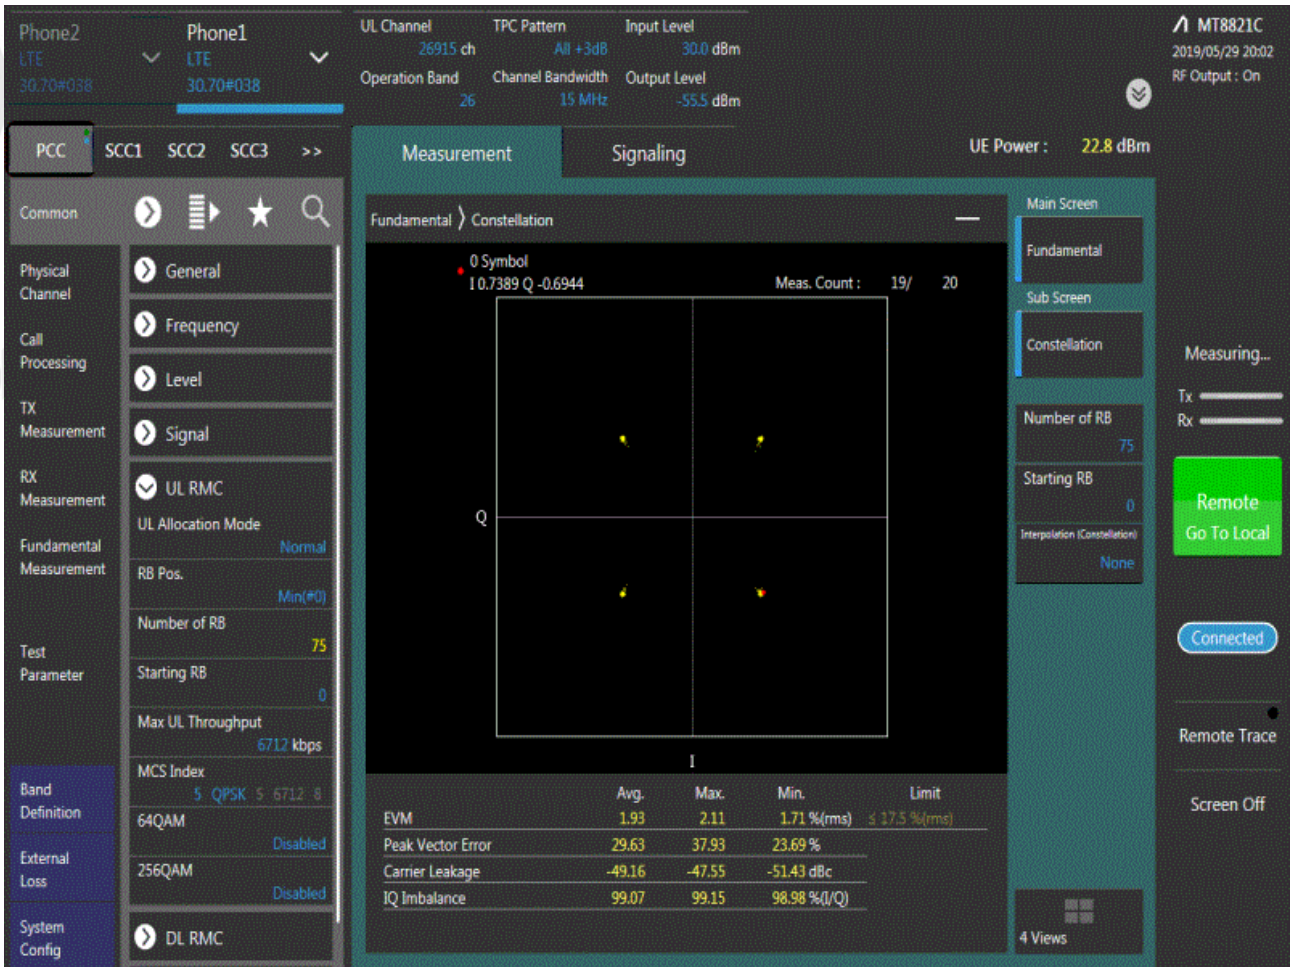 Phone2
LTE
30.70#038
Phone1
LTE
30.70#038
UL Channel
26915 ch
TPC Pattern
All +3dB
Input Level
30.0 dBm
Operation Band
26
Channel Bandwidth
15 MHz
Output Level
-55.5 dBm
MT8821C
2019/05/29 20:02
RF Output : On
PCC SCC1 SCC2 SCC3 >>
Measurement
Signaling
UE Power : 22.8 dBm
Common
Physical
Channel
Call
Processing
TX
Measurement
RX
Measurement
Fundamental
Measurement
Test
Parameter
Band
Definition
External
Loss
System
Config
General
Frequency
Level
Signal
UL RMC
UL Allocation Mode
Normal
RB Pos.
Min(#0)
Number of RB
75
Starting RB
0
Max UL Throughput
6712 kbps
MCS Index
5 QPSK 5 6712 8
64QAM
Disabled
256QAM
Disabled
DL RMC
Fundamental 〉 Constellation
0 Symbol
I 0.7389 Q -0.6944
Meas. Count : 19/ 20
Q
I
Avg. Max. Min. Limit
EVM 1.93 2.11 1.71 %(rms) ≤ 17.5 %(rms)
Peak Vector Error 29.63 37.93 23.69 %
Carrier Leakage -49.16 -47.55 -51.43 dBc
IQ Imbalance 99.07 99.15 98.98 %(I/Q)
Main Screen
Fundamental
Sub Screen
Constellation
Number of RB
75
Starting RB
0
Interpolation (Constellation)
None
4 Views
Measuring...
Tx
Rx
Remote
Go To Local
Connected
Remote Trace
Screen Off